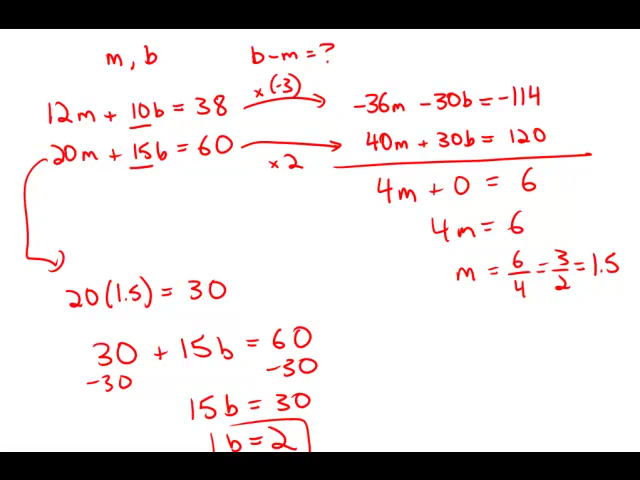 m, b b-m=?
12m + 10b = 38 x(-3) -36m -30b = -114
20m + 15b = 60 x2 40m + 30b = 120
4m + 0 = 6
4m = 6
m = 6/4 = 3/2 = 1.5
20(1.5) = 30
30 + 15b = 60
-30 -30
15b = 30
1b = 2